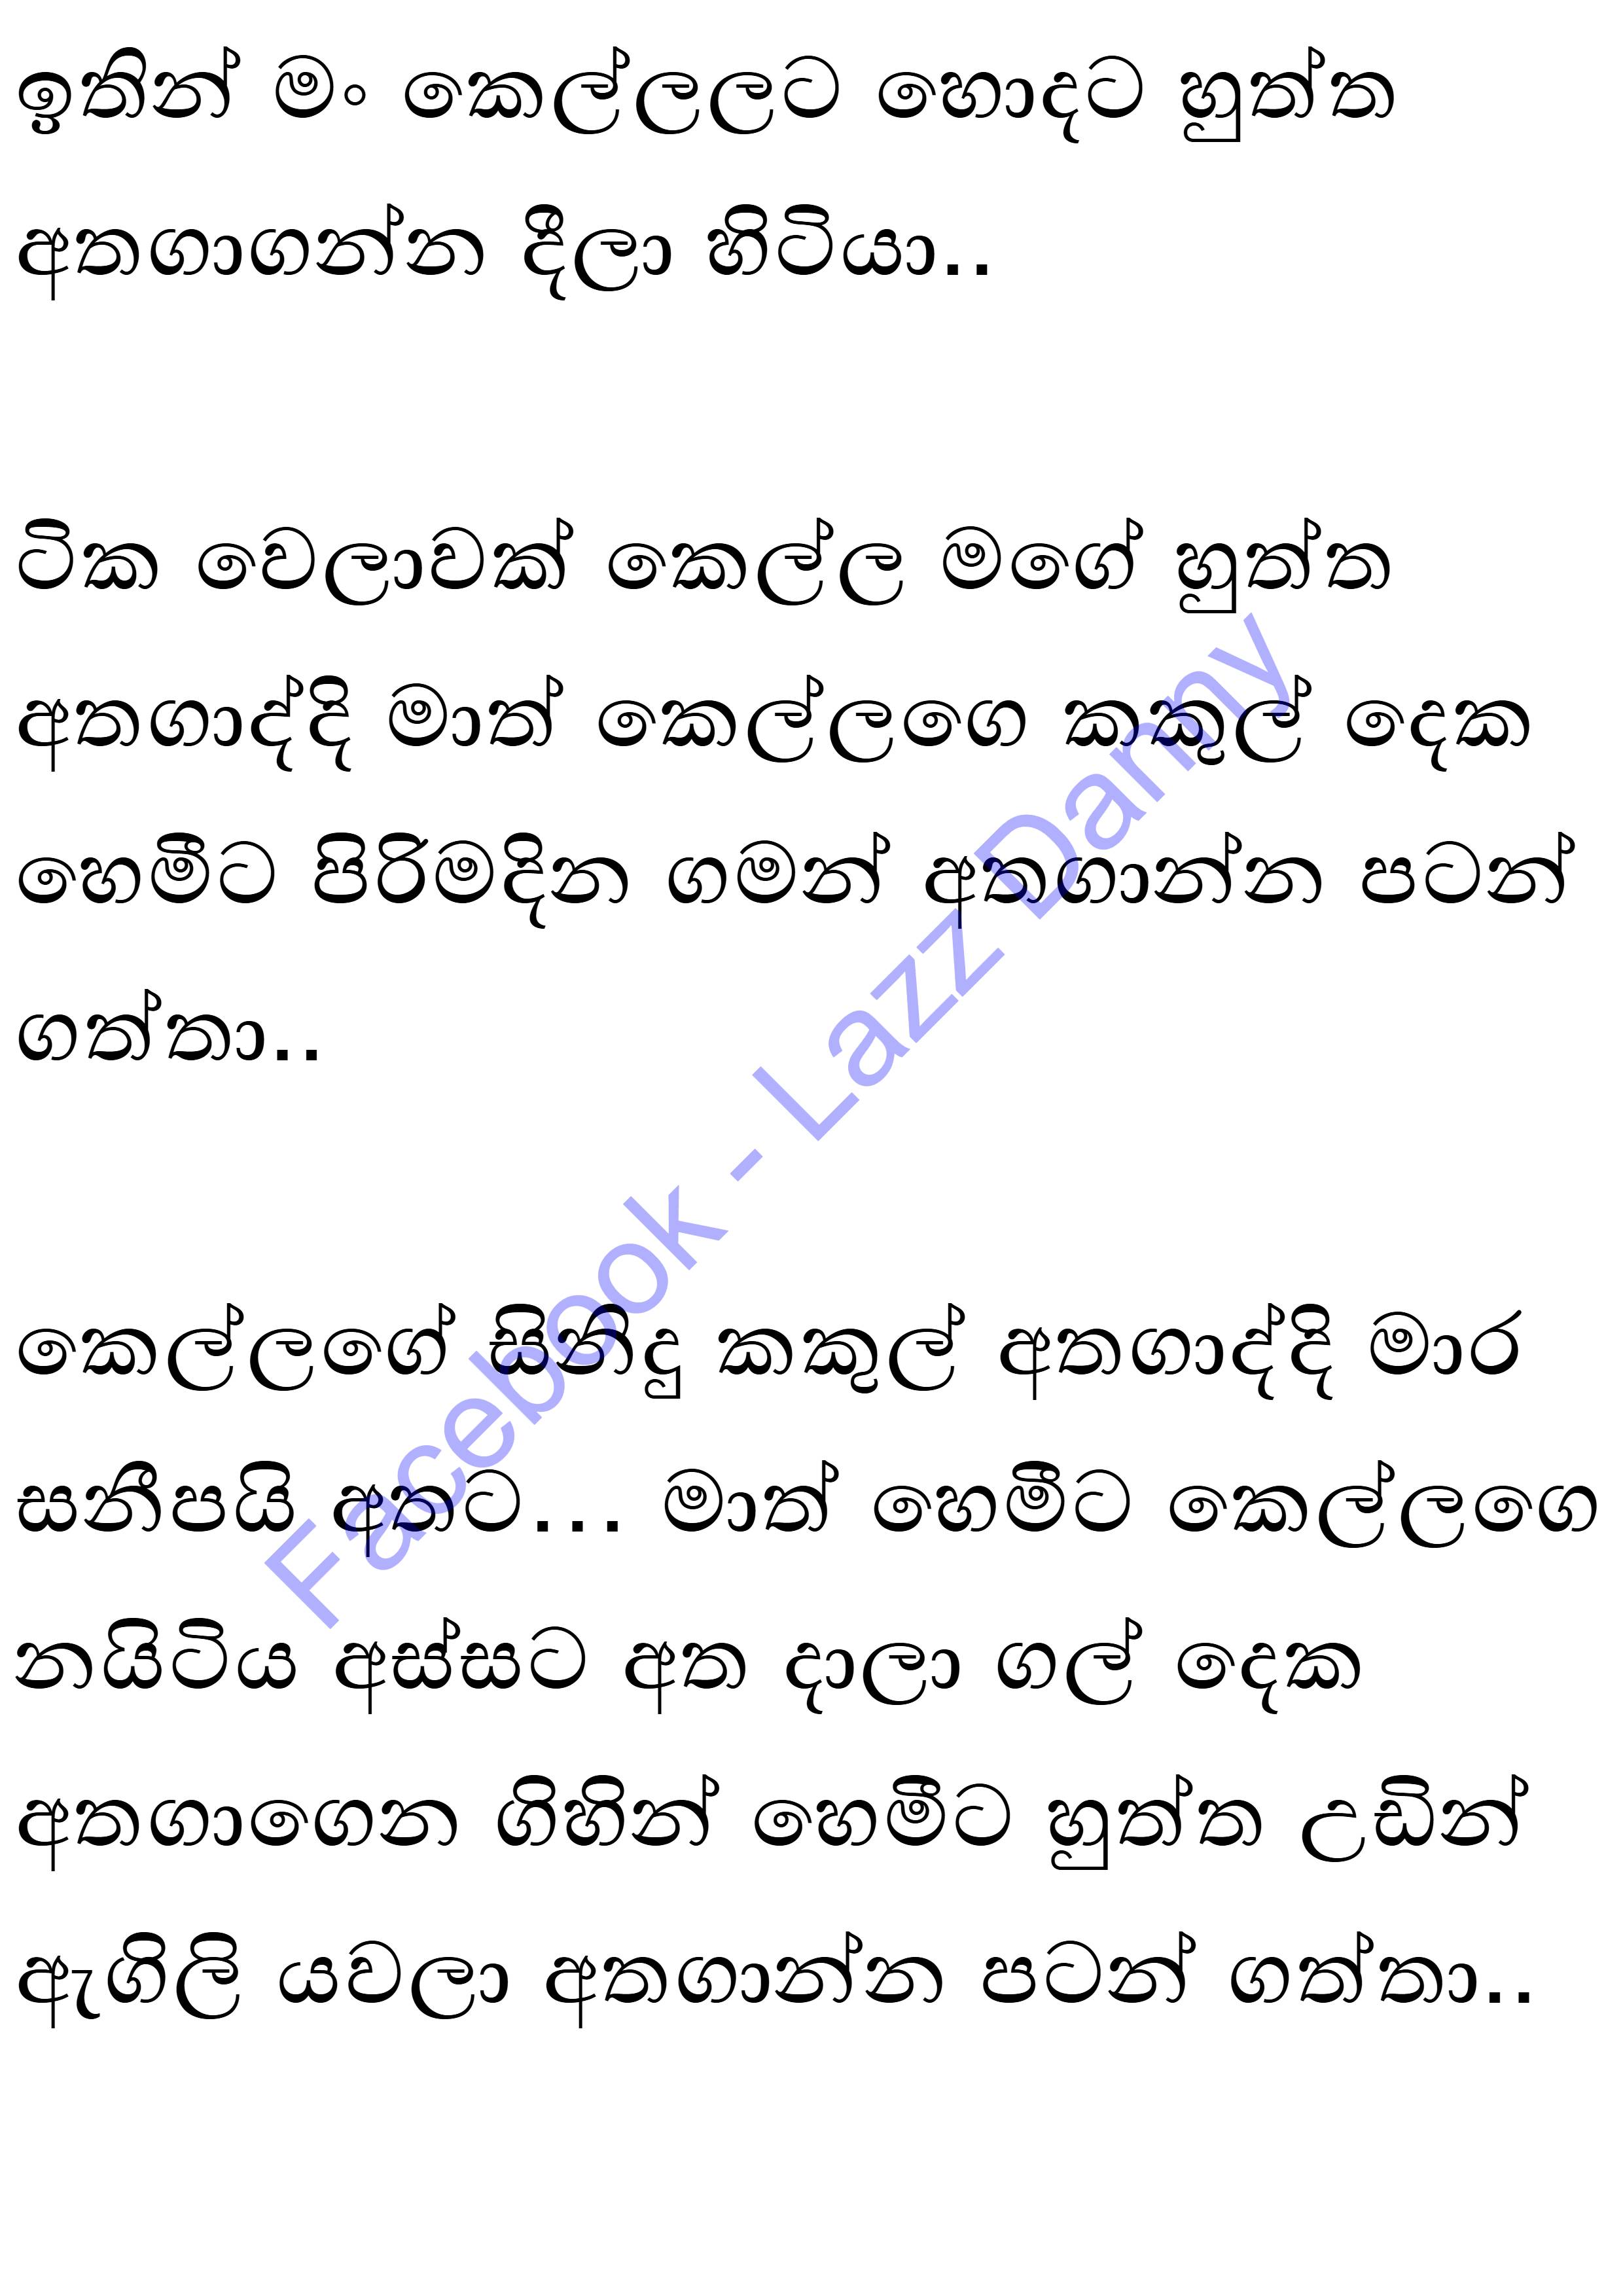 ඉතින් මං කෙල්ලලට හොදට හුත්ත
අතගාගන්න දීලා හිටියා..
ටික වෙලාවක් කෙල්ල මගේ හුත්ත
අතගාද්දි මාත් කෙල්ලගෙ කකුල් දෙක
හෙමීට පිරිමදින ගමන් අතගාන්න පටන්
ගත්තා..
කෙල්ලගේ සිනිඳු කකුල් අතගාද්දි මාර
සනීපයි අතට... මාත් හෙමීට කෙල්ලගෙ
නයිටිය අස්සට අත දාලා ගල් දෙක
අතගාගෙන ගිහින් හෙමීට හුත්ත උඩින්
ඇගිලි යවලා අතගාන්න පටන් ගත්තා..
Facebook - Lazz Danny